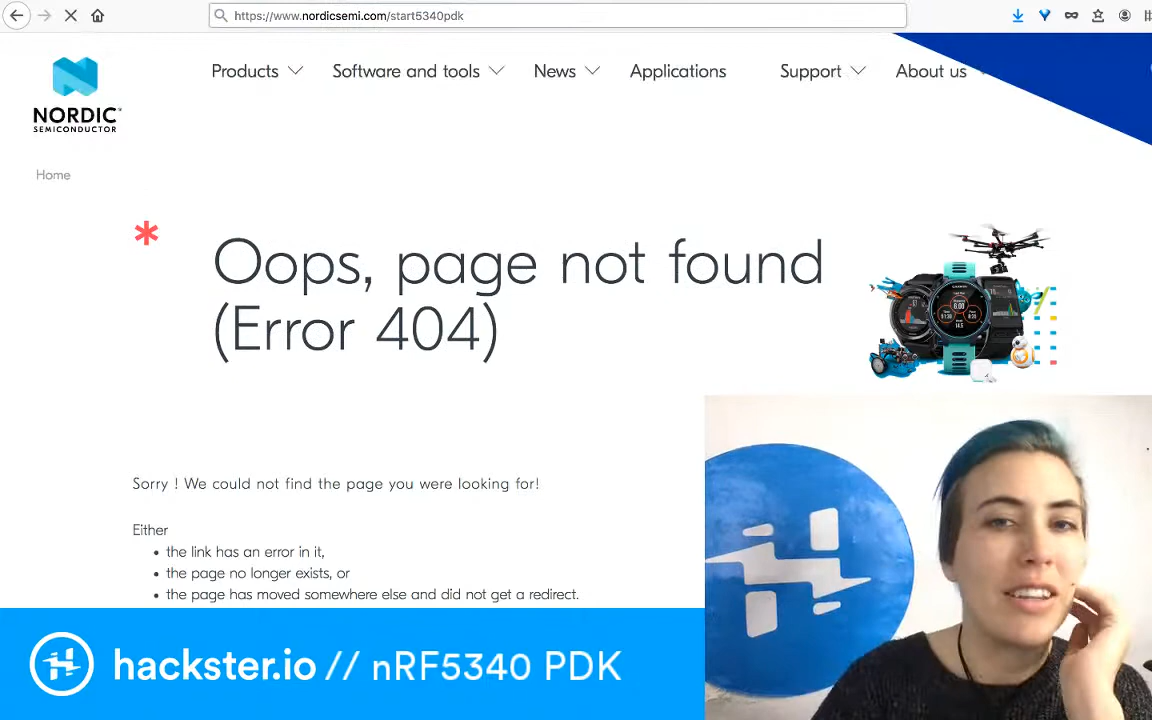 https://www.nordicsemi.com/start5340pdk
Products Software and tools News Applications Support About us
NORDIC
SEMICONDUCTOR
Home
* Oops, page not found
(Error 404)
Sorry ! We could not find the page you were looking for!
Either
• the link has an error in it,
• the page no longer exists, or
• the page has moved somewhere else and did not get a redirect.
hackster.io // nRF5340 PDK